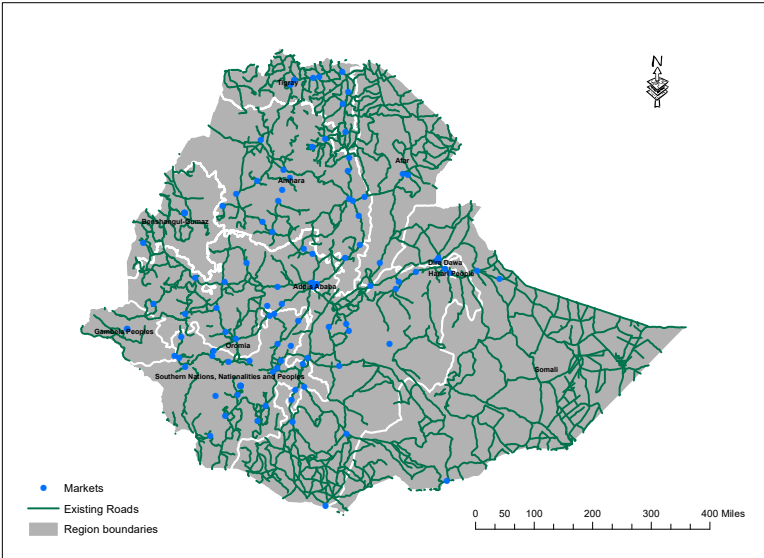 N
Tigray
Afar
Amhara
Benshangul-Gumaz
Dire Dawa
Harari People
Addis Ababa
Gambela Peoples
Oromia
Somali
Southern Nations, Nationalities and Peoples
Markets
Existing Roads
Region boundaries
0 50 100 200 300 400 Miles